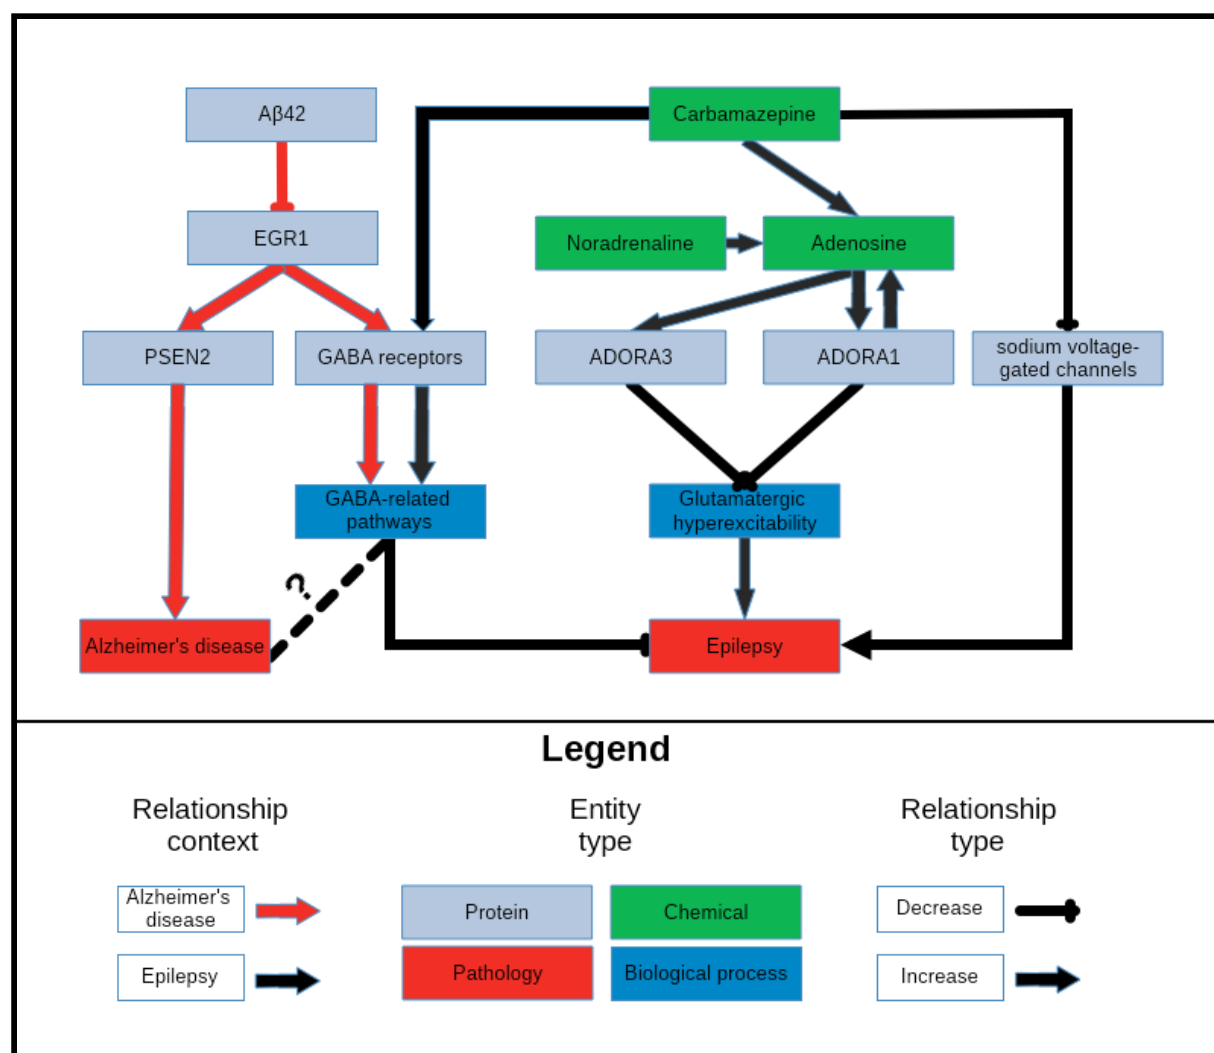 Aβ42
Carbamazepine
EGR1
Noradrenaline
Adenosine
PSEN2
GABA receptors
ADORA3
ADORA1
sodium voltage-
gated channels
GABA-related
pathways
Glutamatergic
hyperexcitability
?
Alzheimer's disease
Epilepsy
Legend
Relationship
context
Entity
type
Relationship
type
Alzheimer's
disease
Protein
Chemical
Decrease
Epilepsy
Pathology
Biological process
Increase